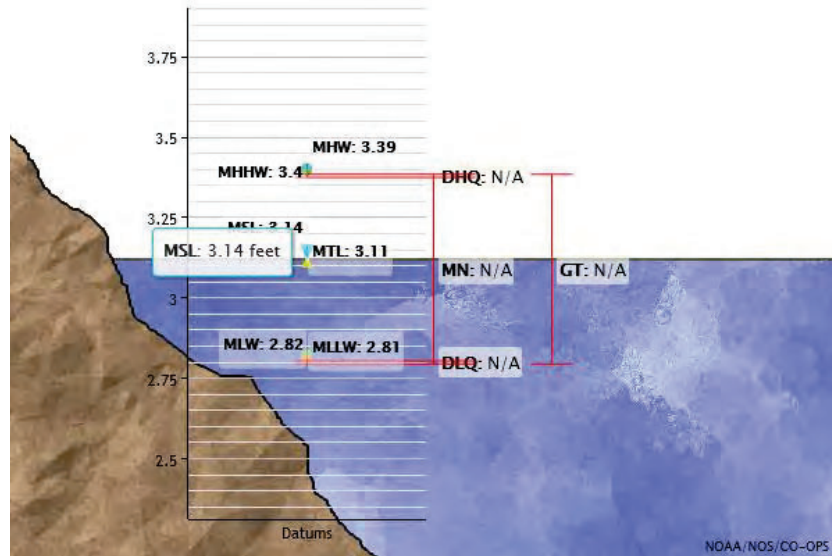 3.75
3.5
MHW: 3.39
MHHW: 3.4
DHQ: N/A
3.25
MSL: 3.14
MSL: 3.14 feet
MTL: 3.11
MN: N/A
GT: N/A
3
MLW: 2.82
MLLW: 2.81
DLQ: N/A
2.75
2.5
Datums
NOAA/NOS/CO-OPS